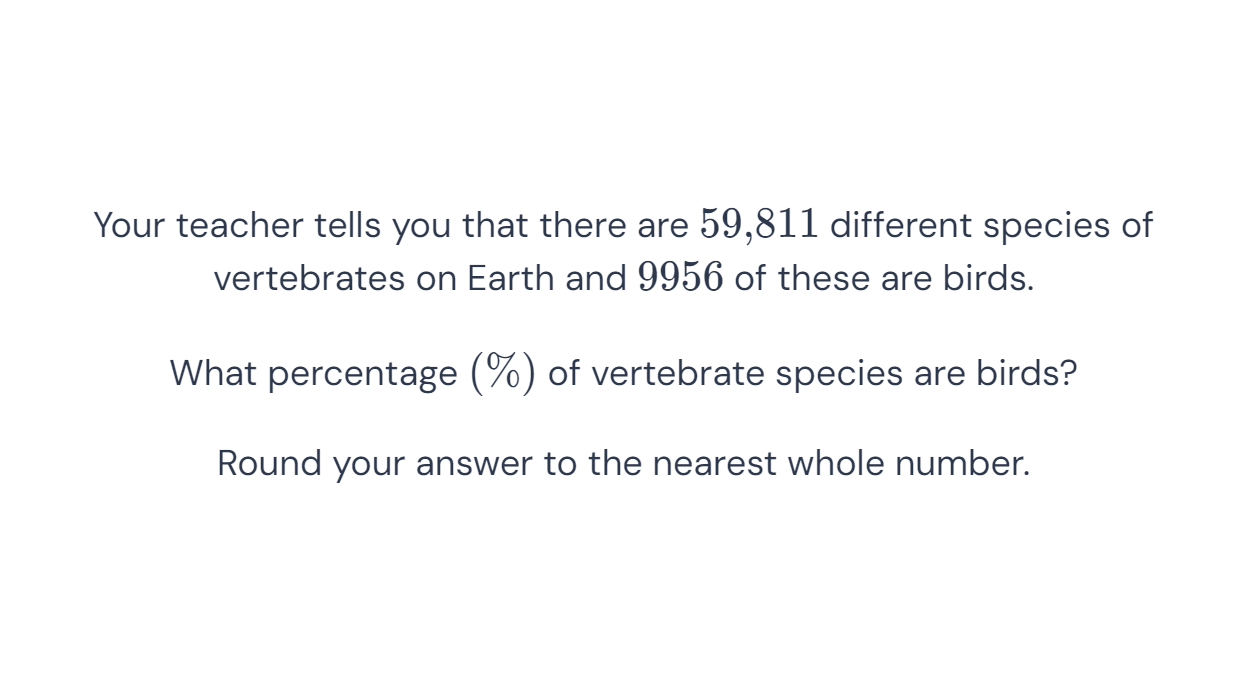 Your teacher tells you that there are 59,811 different species of
vertebrates on Earth and 9956 of these are birds.
What percentage (%) of vertebrate species are birds?
Round your answer to the nearest whole number.